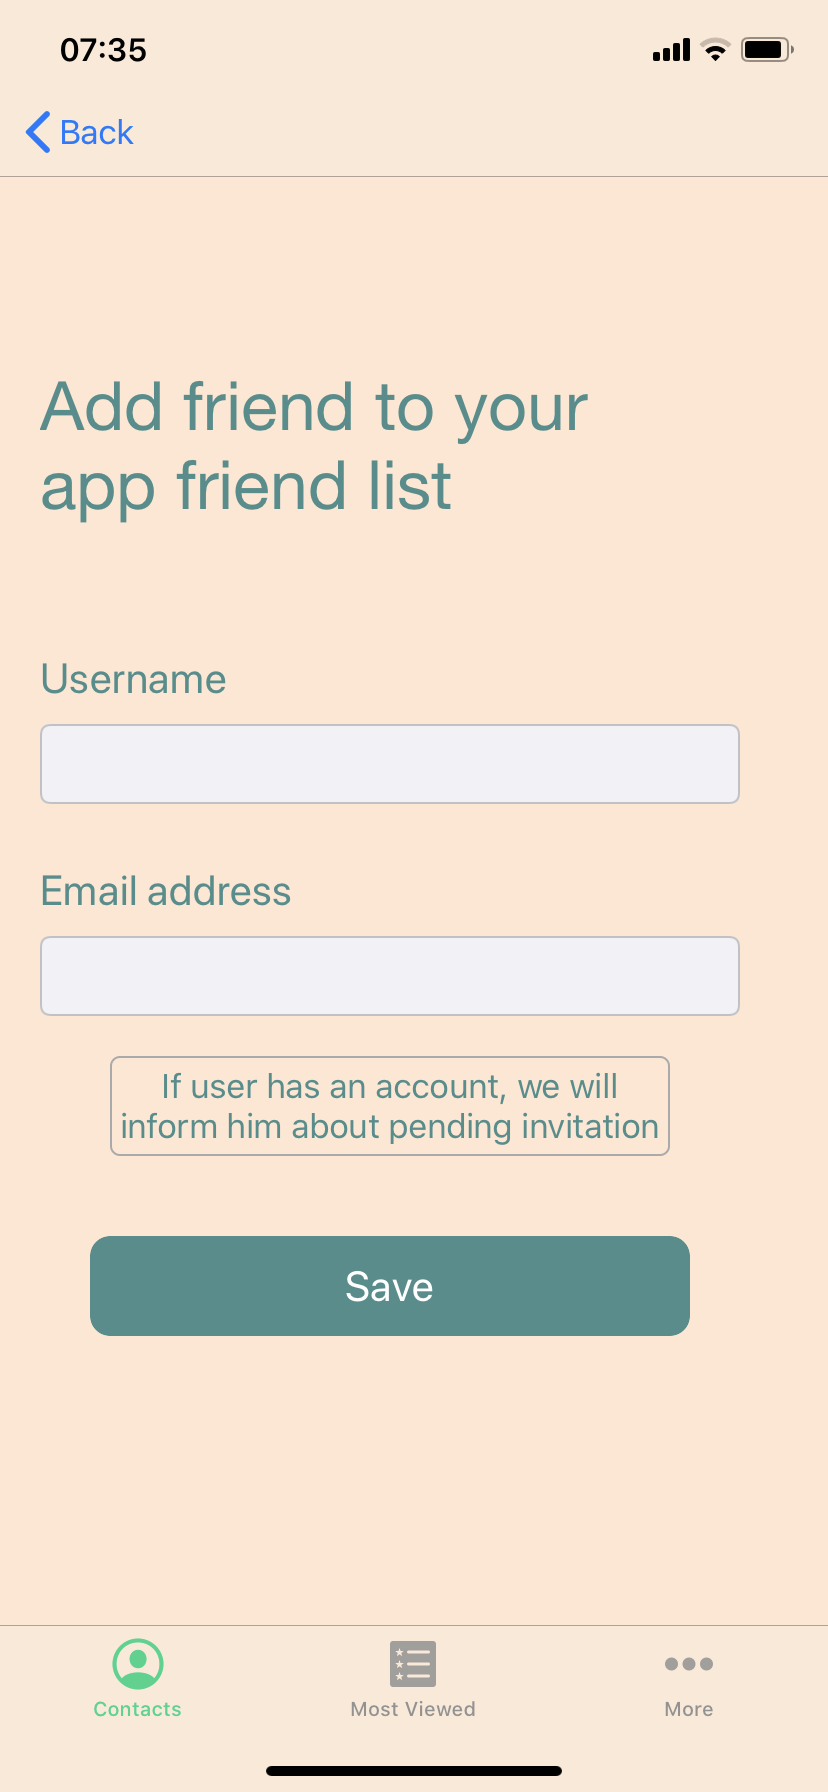 07:35
Back
Add friend to your
app friend list
Username
Email address
If user has an account, we will
inform him about pending invitation
Save
Contacts
Most Viewed
More